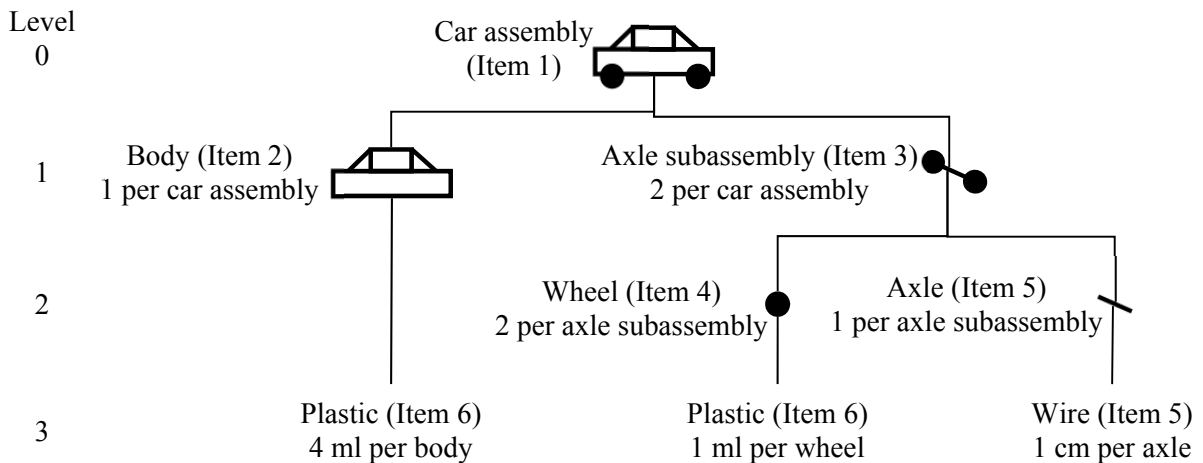 Level
0
Car assembly
(Item 1)
1
Body (Item 2)
1 per car assembly
Axle subassembly (Item 3)
2 per car assembly
2
Wheel (Item 4)
2 per axle subassembly
Axle (Item 5)
1 per axle subassembly
3
Plastic (Item 6)
4 ml per body
Plastic (Item 6)
1 ml per wheel
Wire (Item 5)
1 cm per axle